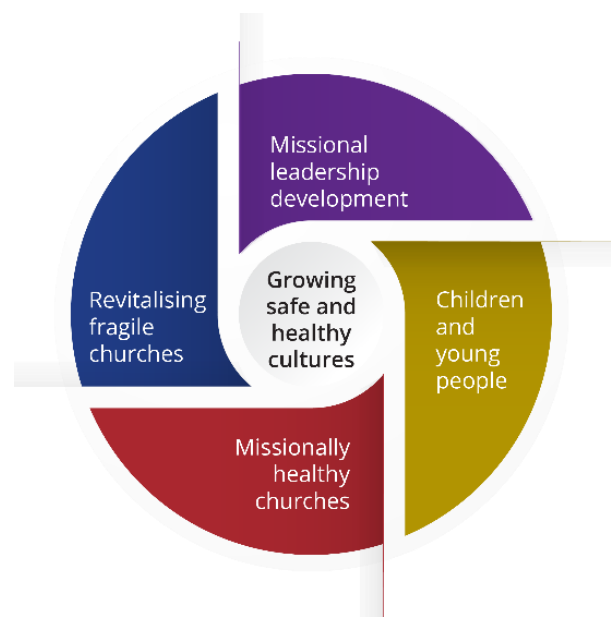 Missional
leadership
development
Growing
safe and
healthy
cultures
Children
and
young
people
Revitalising
fragile
churches
Missionally
healthy
churches